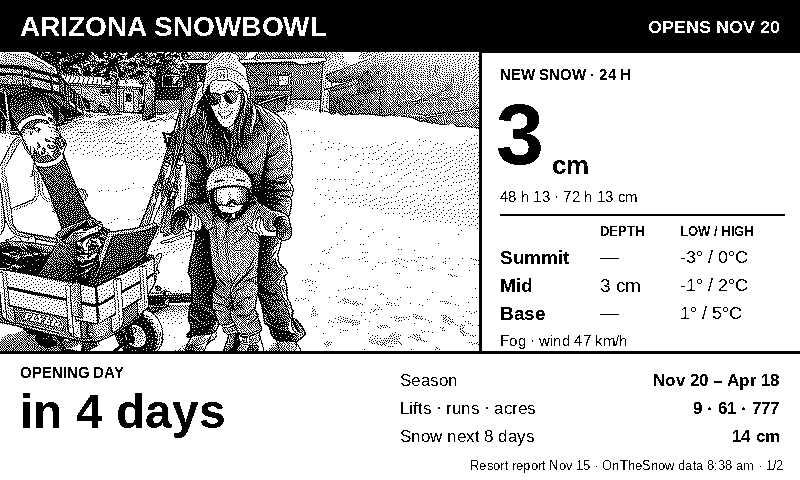 ARIZONA SNOWBOWL
OPENS NOV 20
NEW SNOW · 24 H
3 cm
48 h 13 · 72 h 13 cm
DEPTH LOW / HIGH
Summit — -3° / 0°C
Mid 3 cm -1° / 2°C
Base — 1° / 5°C
Fog · wind 47 km/h
OPENING DAY
in 4 days
Season Nov 20 – Apr 18
Lifts · runs · acres 9 · 61 · 777
Snow next 8 days 14 cm
Resort report Nov 15 · OnTheSnow data 8:38 am · 1/2